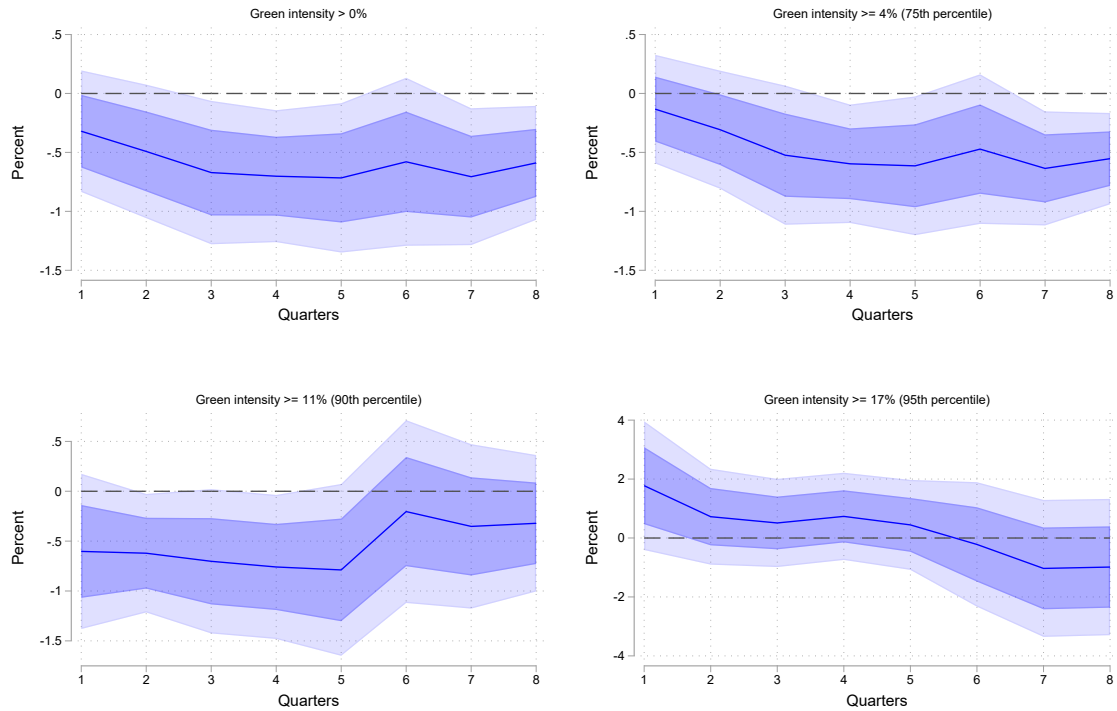 Green intensity > 0%
.5
0
-.5
-1
-1.5
Percent
1 2 3 4 5 6 7 8
Quarters
Green intensity >= 4% (75th percentile)
.5
0
-.5
-1
-1.5
Percent
1 2 3 4 5 6 7 8
Quarters
Green intensity >= 11% (90th percentile)
.5
0
-.5
-1
-1.5
Percent
1 2 3 4 5 6 7 8
Quarters
Green intensity >= 17% (95th percentile)
4
2
0
-2
-4
Percent
1 2 3 4 5 6 7 8
Quarters